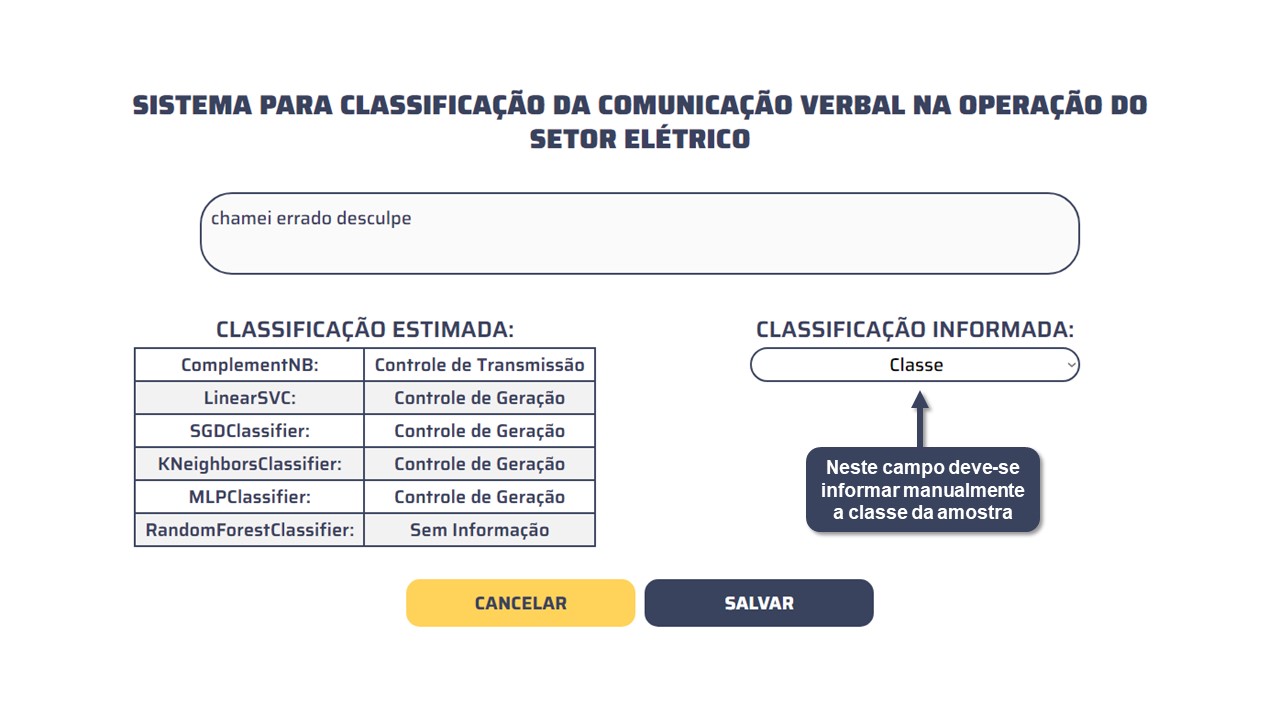 SISTEMA PARA CLASSIFICAÇÃO DA COMUNICAÇÃO VERBAL NA OPERAÇÃO DO
SETOR ELÉTRICO
chamei errado desculpe
CLASSIFICAÇÃO ESTIMADA:
ComplementNB: Controle de Transmissão
LinearSVC: Controle de Geração
SGDClassifier: Controle de Geração
KNeighborsClassifier: Controle de Geração
MLPClassifier: Controle de Geração
RandomForestClassifier: Sem Informação
CLASSIFICAÇÃO INFORMADA:
Classe
Neste campo deve-se
informar manualmente
a classe da amostra
CANCELAR
SALVAR